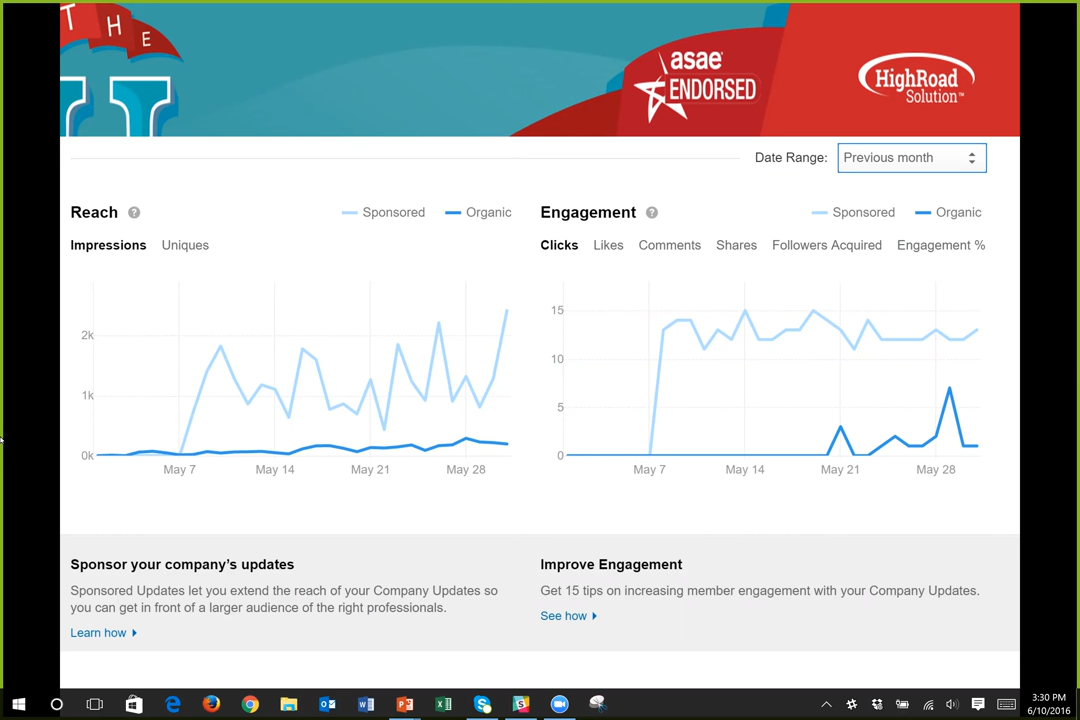 THE
U
asae
ENDORSED
HighRoad
Solution™
Date Range: Previous month
Reach ?
Sponsored Organic
Impressions Uniques
2k
1k
0k
May 7 May 14 May 21 May 28
Engagement ?
Sponsored Organic
Clicks Likes Comments Shares Followers Acquired Engagement %
15
10
5
0
May 7 May 14 May 21 May 28
Sponsor your company's updates
Sponsored Updates let you extend the reach of your Company Updates so
you can get in front of a larger audience of the right professionals.
Learn how
Improve Engagement
Get 15 tips on increasing member engagement with your Company Updates.
See how
3:30 PM
6/10/2016